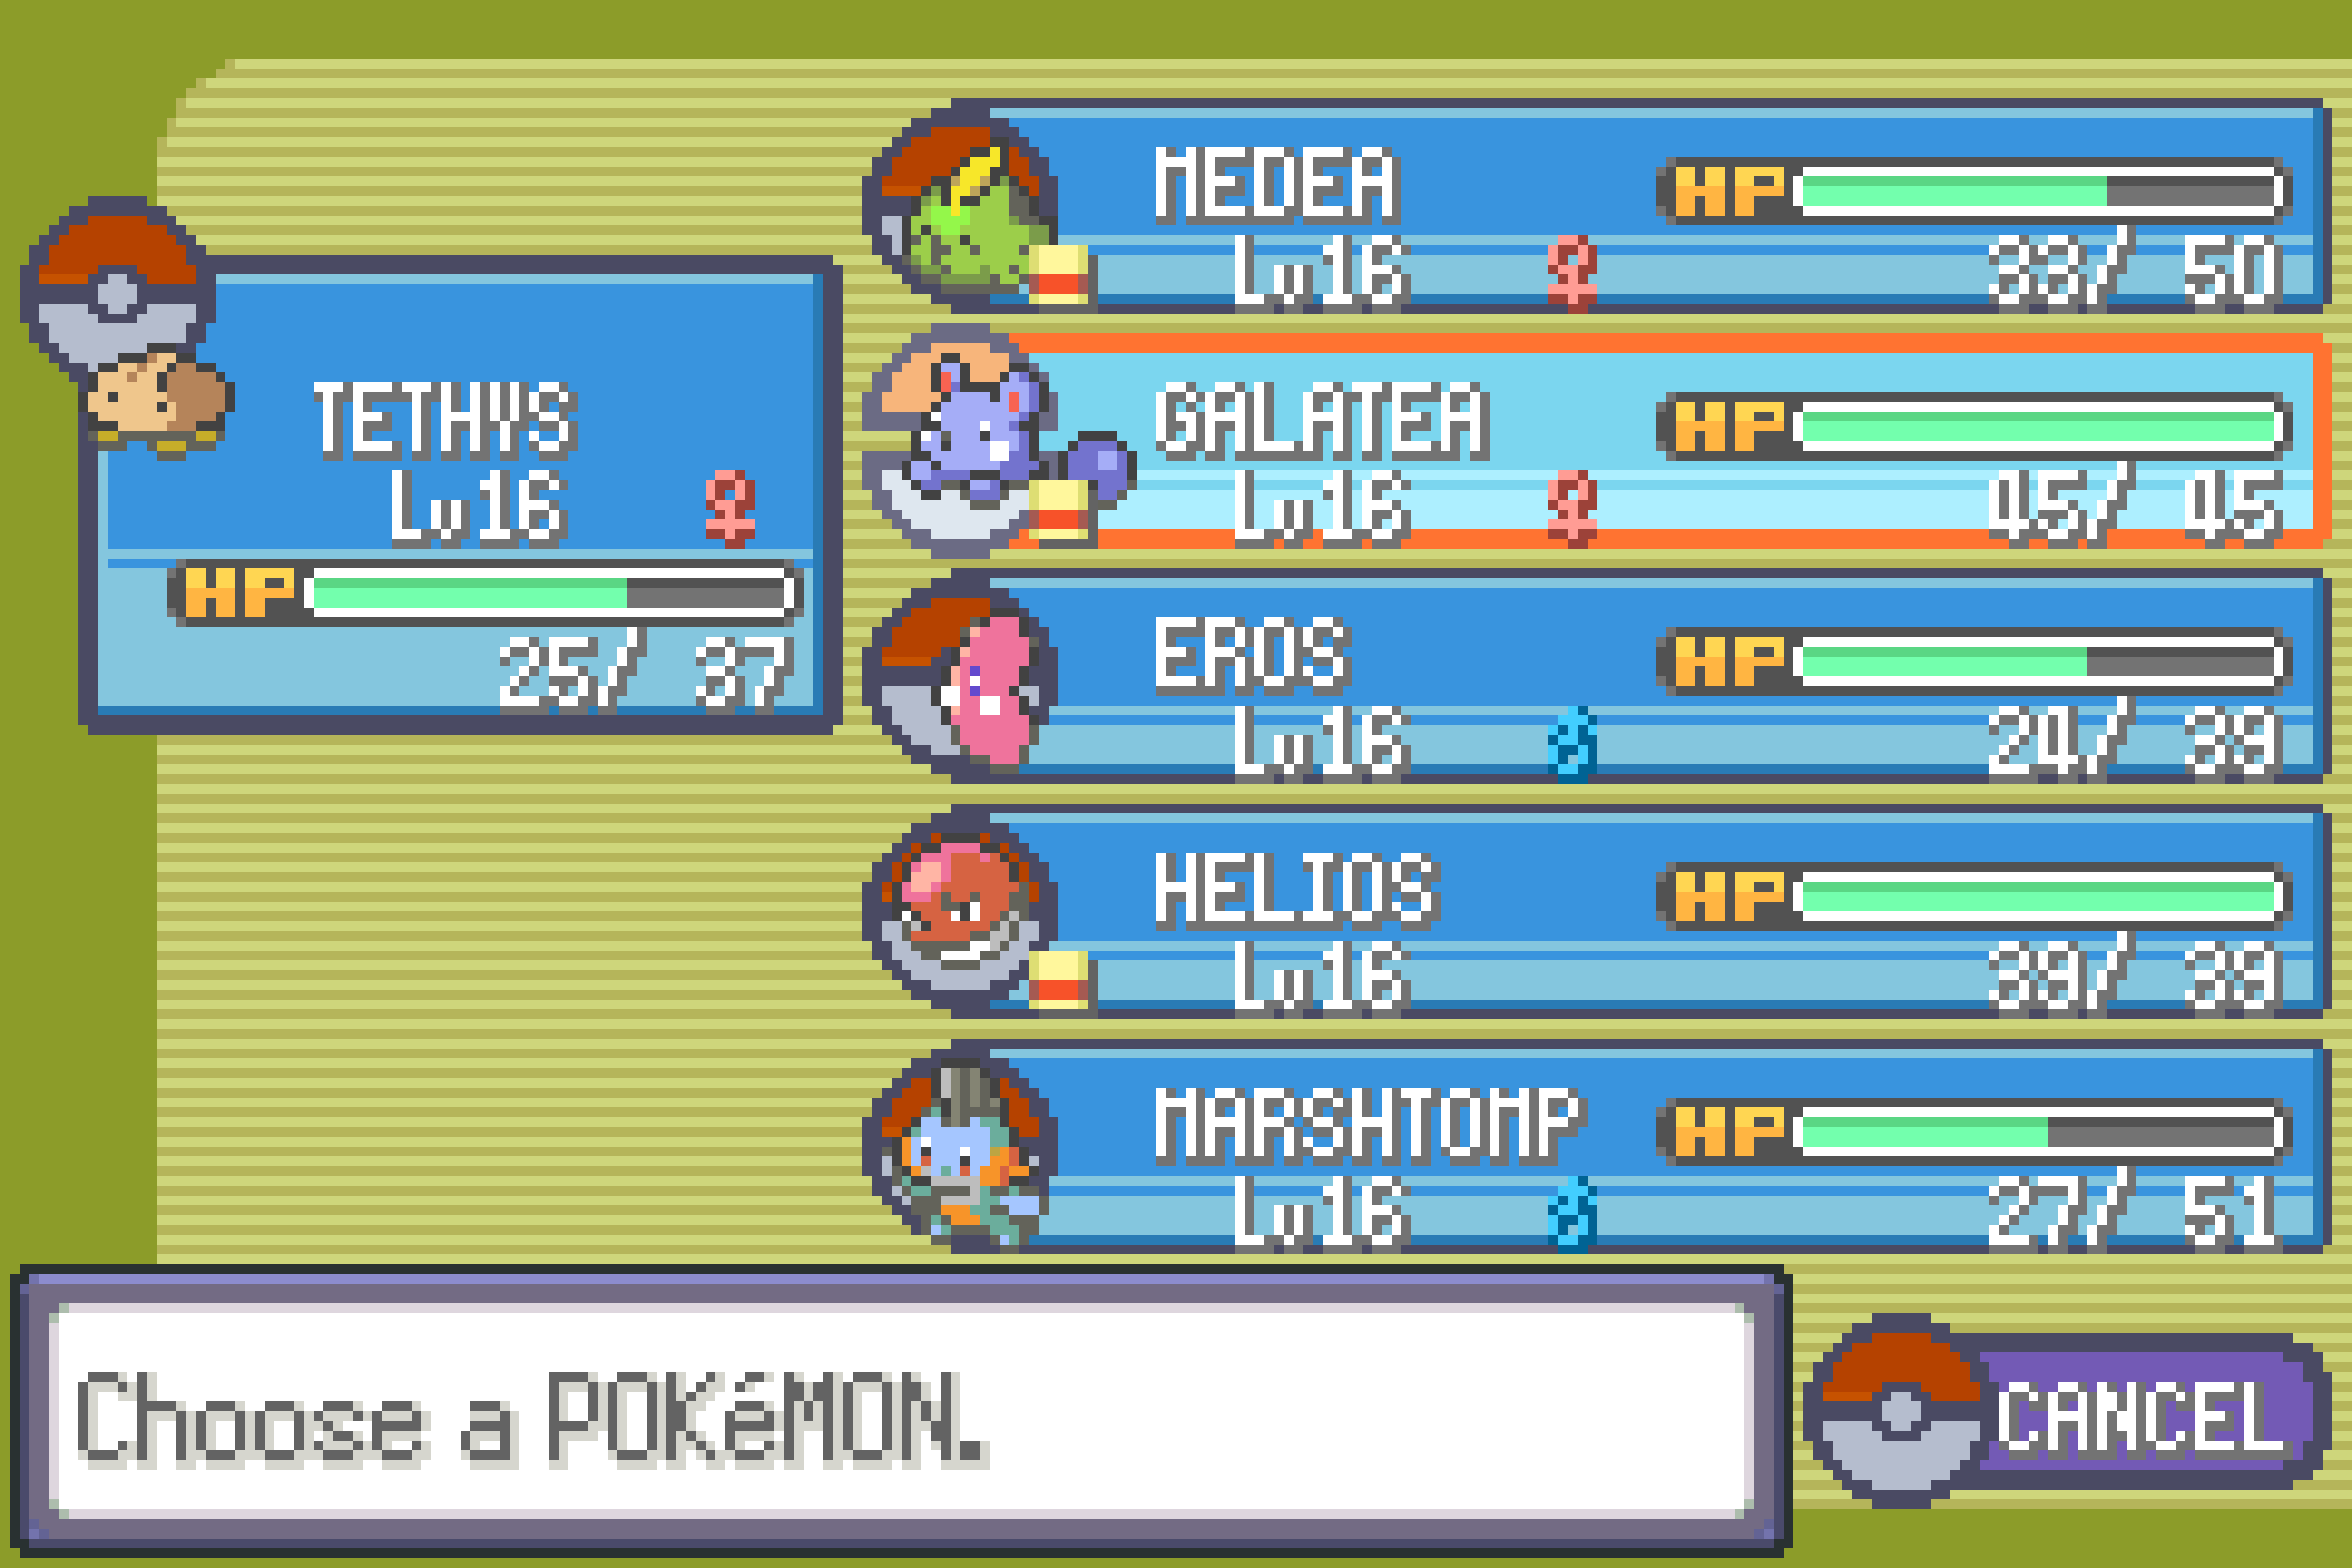 TETHYS
Lv16 ♀
HP
25/ 37
MEDEA HP
Lv16 ♀ 33/ 50
GALATEA HP
Lv16 ♀ 45/ 45
EROS HP
Lv16 ♂ 24/ 39
HELIOS HP
Lv16 39/ 39
MARSHTOMP HP
Lv16 ♂ 27/ 51
Choose a POKéMON.
CANCEL